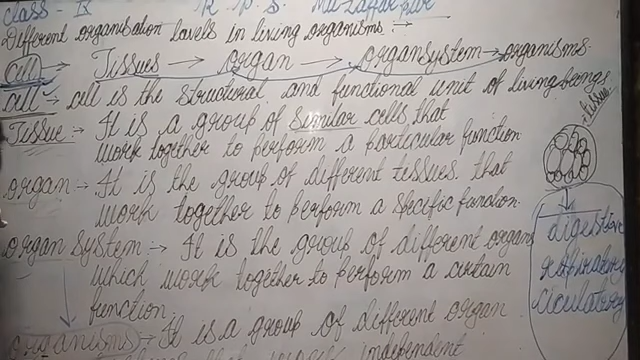 class - IX R. P. S. Muzaffarpur
Different organisation levels in living organisms :- →
Cell → Tissues → organ → organ system → organisms.
cell → cell is the structural and functional unit of living beings
Tissue :- It is a group of similar cells that
work together to perform a particular function
→ tissue
organ :- It is the group of different tissues that
work together to perform a specific function.
organ system :- It is the group of different organs
which work together to perform a certain
function.
digestive
respiratory
ciculatory
organisms :- It is a group of different organ
independent